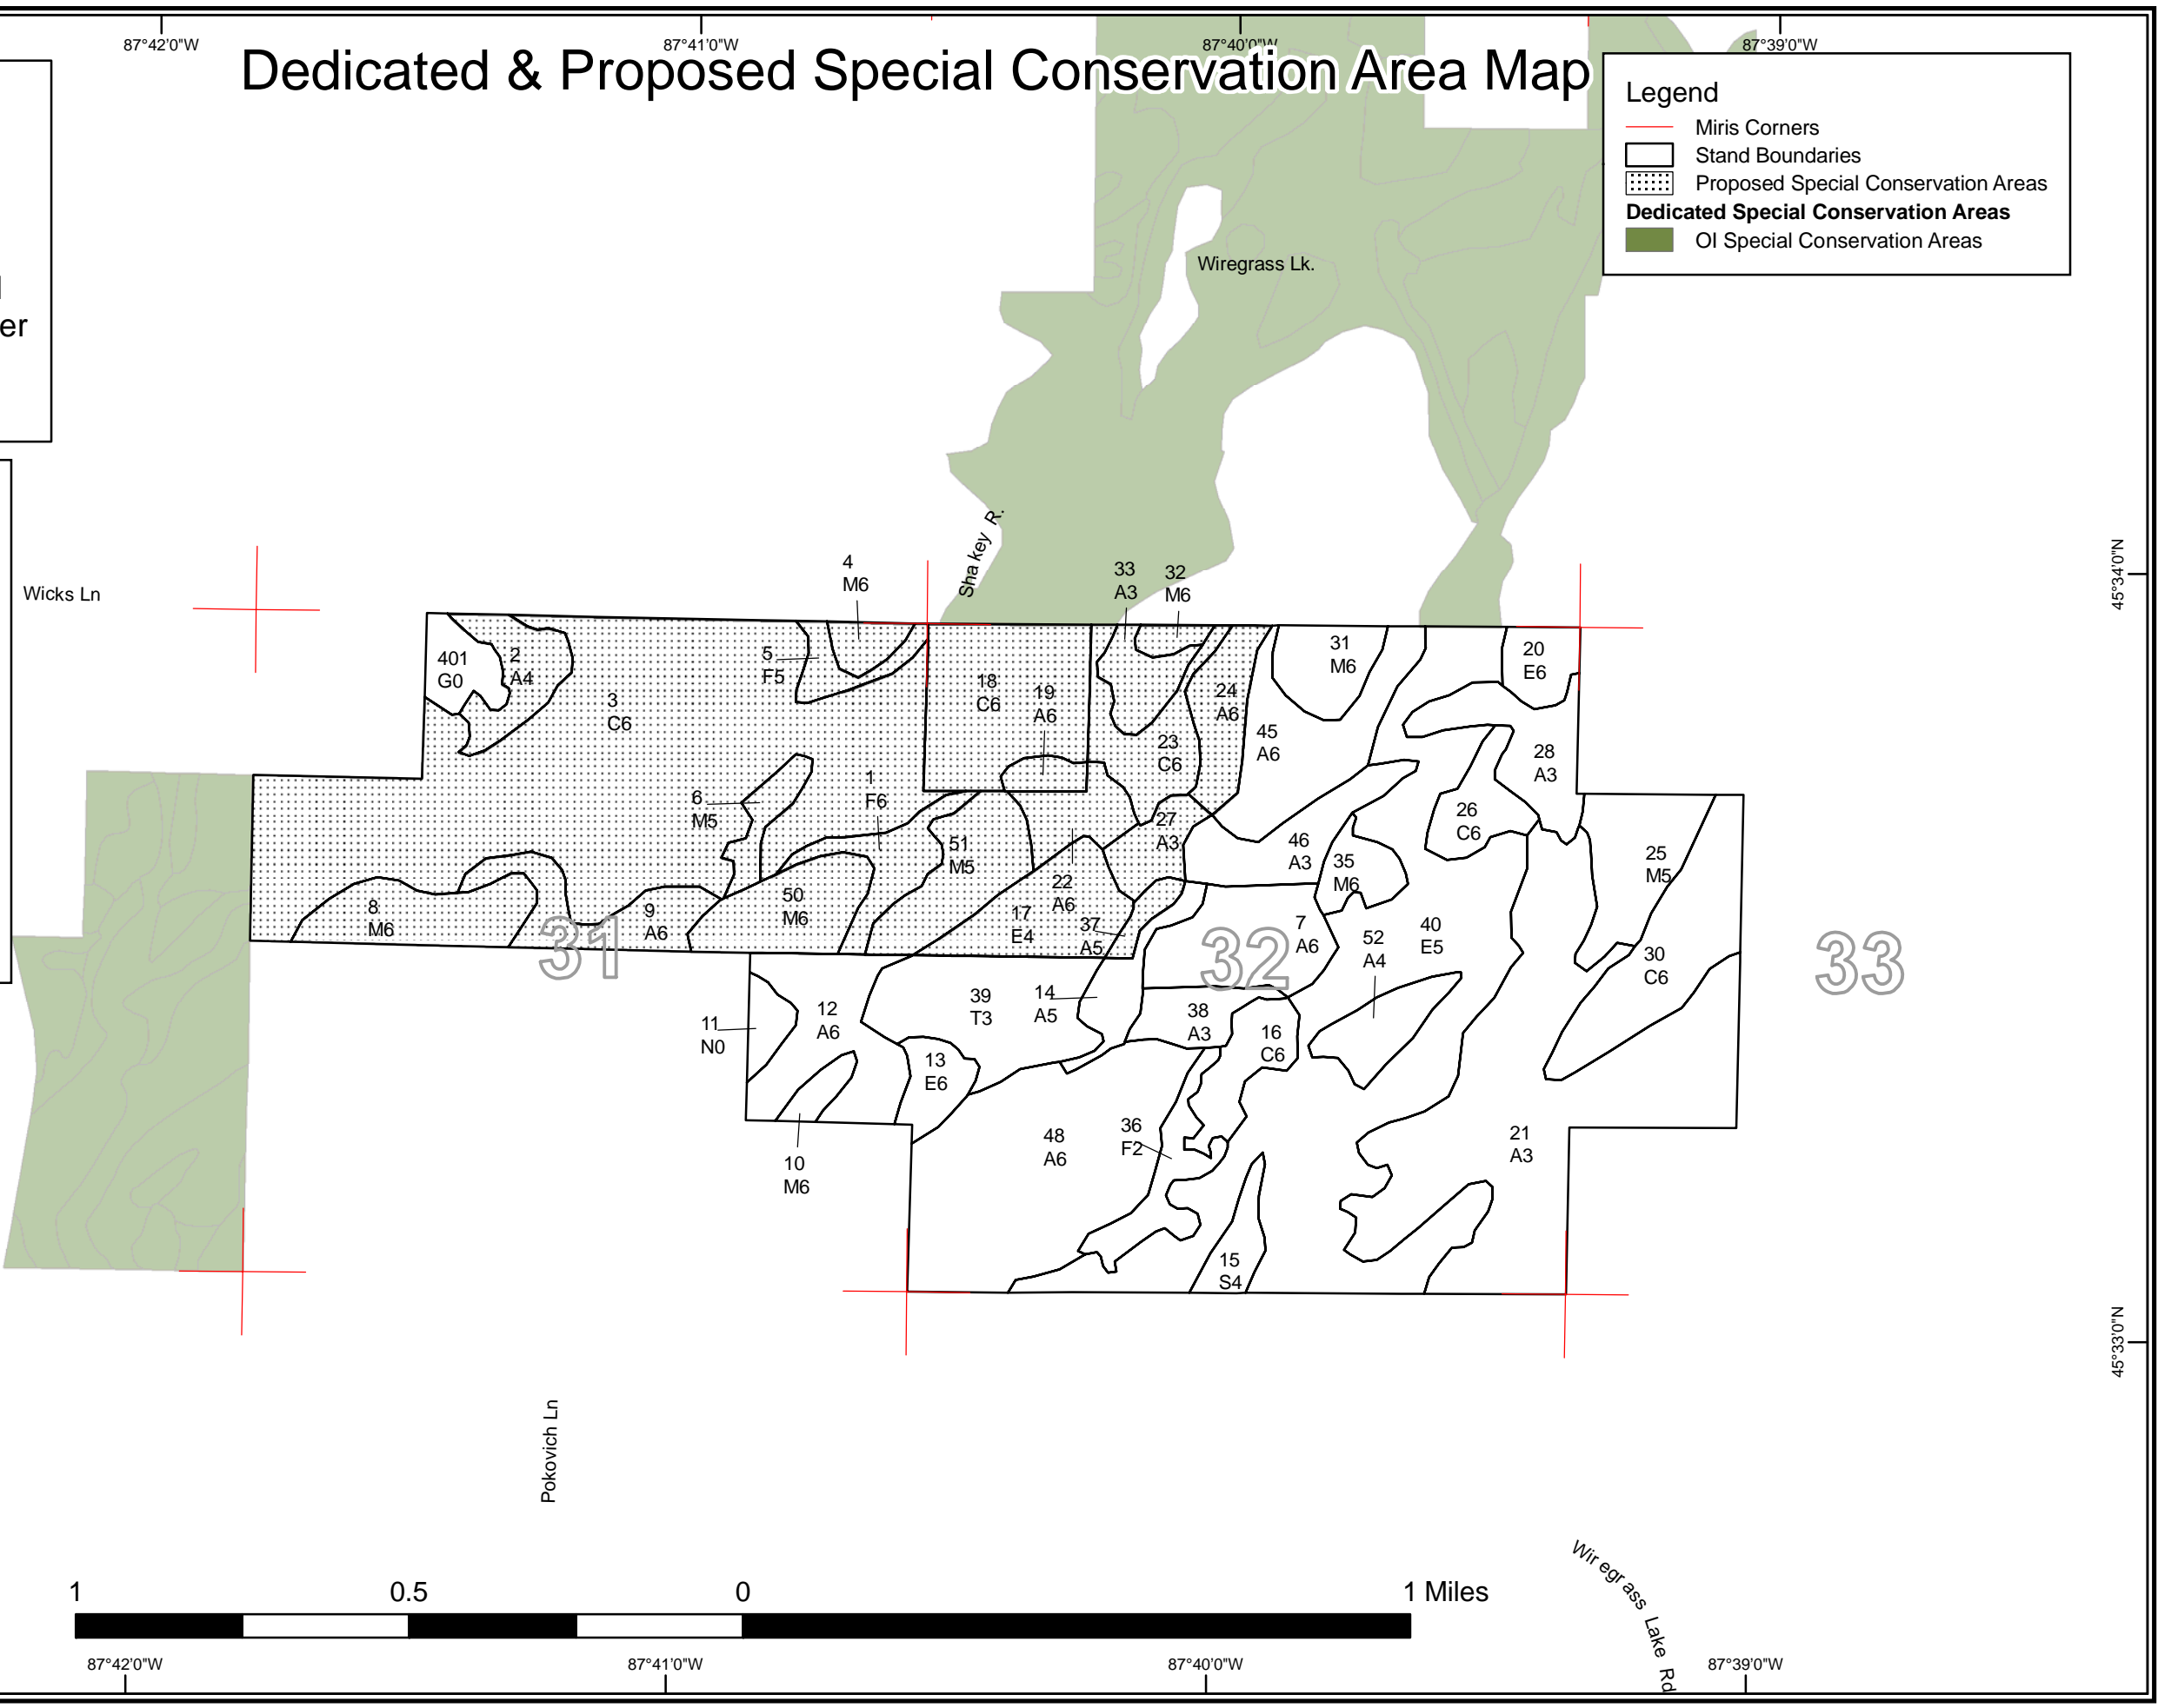 87°42'0"W
87°41'0"W
87°40'0"W
87°39'0"W
Dedicated & Proposed Special Conservation Area Map
Legend
Miris Corners
Stand Boundaries
Proposed Special Conservation Areas
Dedicated Special Conservation Areas
OI Special Conservation Areas
er
Wiregrass Lk.
Shakey R.
Wicks Ln
45°34'0"N
4
M6
33
A3
32
M6
401
G0
2
A4
3
C6
5
F5
18
C6
19
A6
24
A6
31
M6
20
E6
23
C6
45
A6
28
A3
6
M5
1
F6
27
A3
26
C6
51
M5
46
A3
35
M6
25
M5
8
M6
9
A6
50
M6
22
A6
17
E4
37
A5
7
A6
52
A4
40
E5
30
C6
31
32
33
11
N0
12
A6
39
T3
14
A5
38
A3
16
C6
13
E6
10
M6
48
A6
36
F2
21
A3
15
S4
45°33'0"N
Pokovich Ln
Wiregrass Lake Rd
1
0.5
0
1 Miles
87°42'0"W
87°41'0"W
87°40'0"W
87°39'0"W